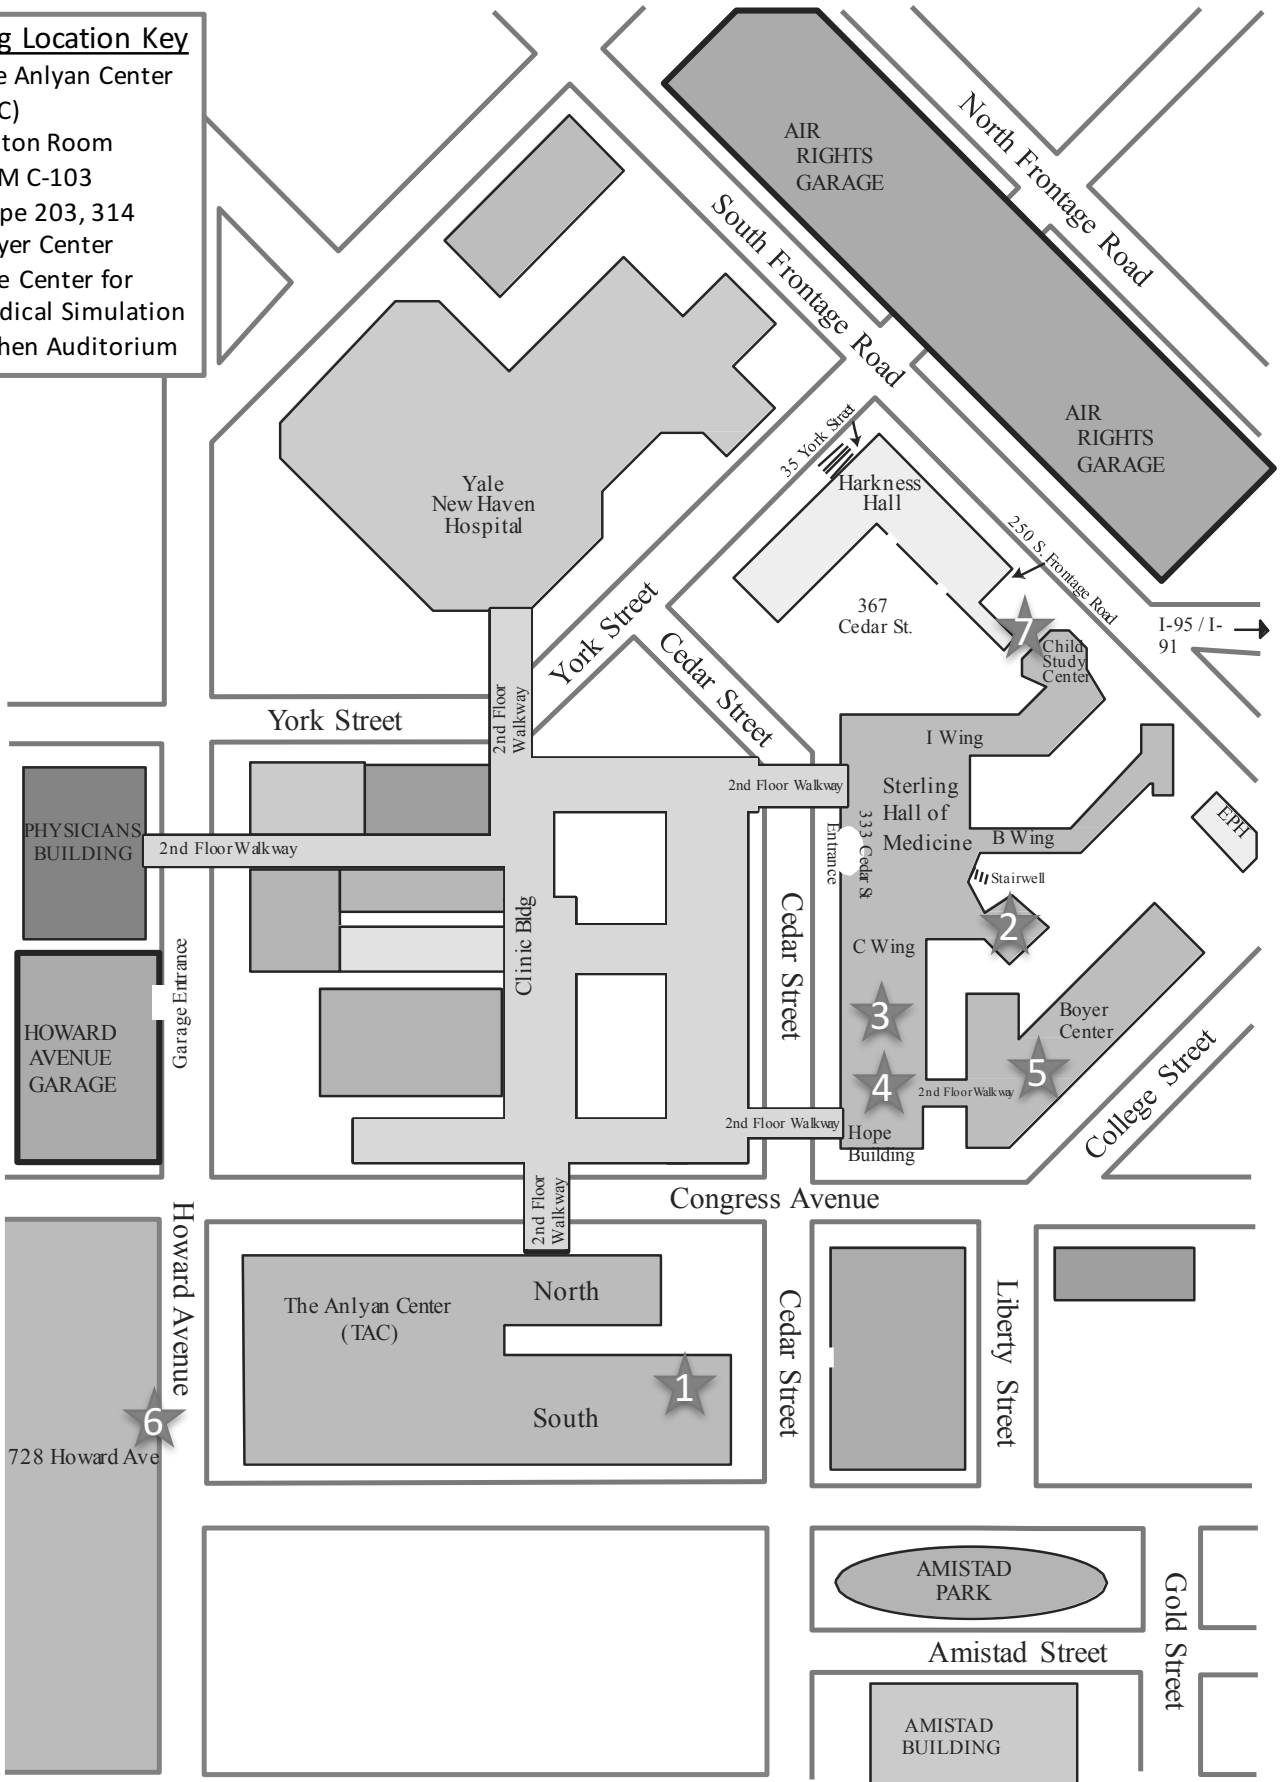 g Location Key
e Anlyan Center
C)
ton Room
M C-103
pe 203, 314
yer Center
e Center for
dical Simulation
hen Auditorium
AIR
RIGHTS
GARAGE
North Frontage Road
South Frontage Road
AIR
RIGHTS
GARAGE
35 York Street
Harkness
Hall
Yale
New Haven
Hospital
250 S. Frontage Road
367
Cedar St.
7
Child
Study
Center
I-95 / I-
91
York Street
Cedar Street
York Street
2nd Floor
Walkway
I Wing
2nd Floor Walkway
Sterling
Hall of
Medicine
333 Cedar St
Entrance
B Wing
EPH
PHYSICIANS
BUILDING
2nd Floor Walkway
Stairwell
2
Clinic Bldg
Cedar Street
C Wing
Garage Entrance
3
Boyer
Center
HOWARD
AVENUE
GARAGE
4
5
2nd Floor Walkway
College Street
2nd Floor Walkway
Hope
Building
2nd Floor
Walkway
Congress Avenue
Howard Avenue
North
The Anlyan Center
(TAC)
Cedar Street
Liberty Street
1
South
6
728 Howard Ave
AMISTAD
PARK
Gold Street
Amistad Street
AMISTAD
BUILDING